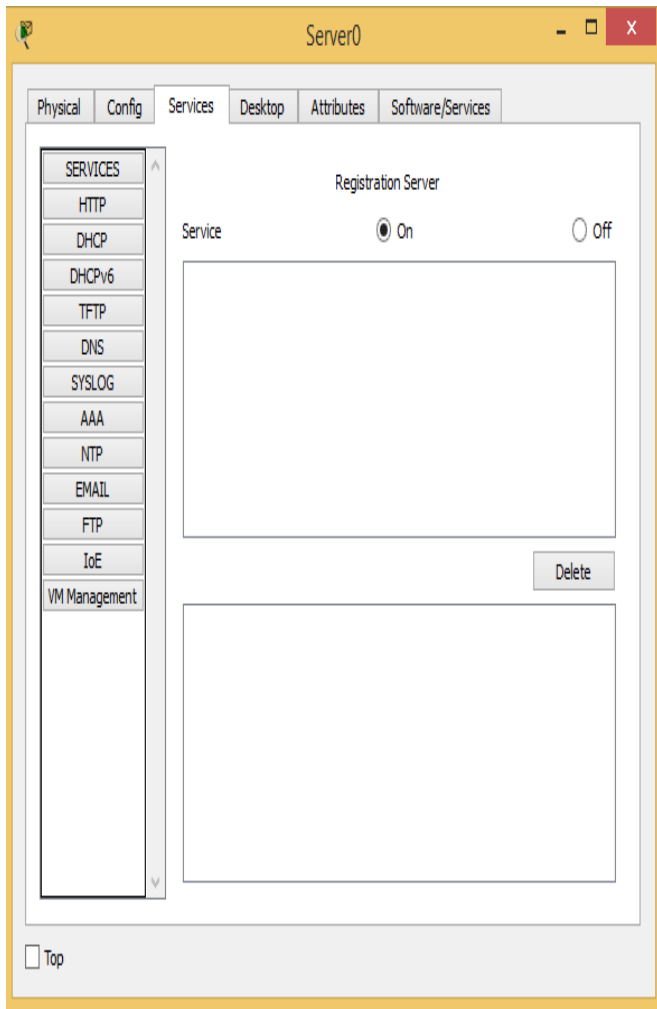 Server0
Physical Config Services Desktop Attributes Software/Services
SERVICES
HTTP
DHCP
DHCPv6
TFTP
DNS
SYSLOG
AAA
NTP
EMAIL
FTP
IoE
VM Management
Registration Server
Service On Off
Delete
Top